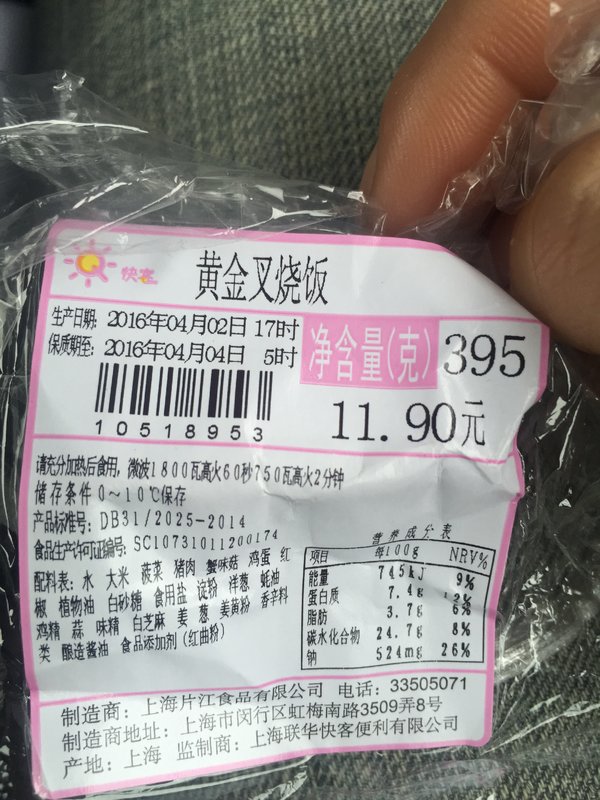 快客
黄金叉烧饭
生产日期: 2016年04月02日 17时
保质期至: 2016年04月04日 5时
净含量(克) 395
10518953
11.90元
请充分加热后食用, 微波1800瓦高火60秒750瓦高火2分钟
储存条件0~10℃保存
产品标准号: DB31/2025-2014
食品生产许可证编号: SC10731011200174
配料表: 水 大米 菠菜 猪肉 蟹味菇 鸡蛋 红
椒 植物油 白砂糖 食用盐 淀粉 洋葱 蚝油
鸡精 蒜 味精 白芝麻 姜 葱 姜黄粉 香辛料
类 酿造酱油 食品添加剂(红曲粉)
营养成分表
项目 每100g NRV%
能量 745kJ 9%
蛋白质 7.4g
脂肪 3.7g 6%
碳水化合物 24.7g 8%
钠 524mg 26%
制造商: 上海片江食品有限公司 电话: 33505071
制造商地址: 上海市闵行区虹梅南路3509弄8号
产地: 上海 监制商: 上海联华快客便利有限公司